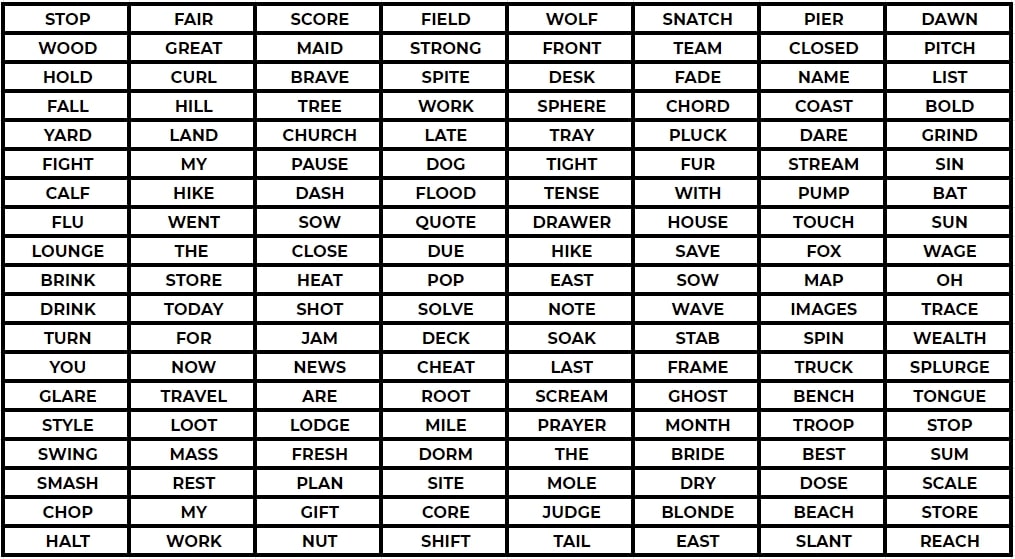 STOP FAIR SCORE FIELD WOLF SNATCH PIER DAWN
WOOD GREAT MAID STRONG FRONT TEAM CLOSED PITCH
HOLD CURL BRAVE SPITE DESK FADE NAME LIST
FALL HILL TREE WORK SPHERE CHORD COAST BOLD
YARD LAND CHURCH LATE TRAY PLUCK DARE GRIND
FIGHT MY PAUSE DOG TIGHT FUR STREAM SIN
CALF HIKE DASH FLOOD TENSE WITH PUMP BAT
FLU WENT SOW QUOTE DRAWER HOUSE TOUCH SUN
LOUNGE THE CLOSE DUE HIKE SAVE FOX WAGE
BRINK STORE HEAT POP EAST SOW MAP OH
DRINK TODAY SHOT SOLVE NOTE WAVE IMAGES TRACE
TURN FOR JAM DECK SOAK STAB SPIN WEALTH
YOU NOW NEWS CHEAT LAST FRAME TRUCK SPLURGE
GLARE TRAVEL ARE ROOT SCREAM GHOST BENCH TONGUE
STYLE LOOT LODGE MILE PRAYER MONTH TROOP STOP
SWING MASS FRESH DORM THE BRIDE BEST SUM
SMASH REST PLAN SITE MOLE DRY DOSE SCALE
CHOP MY GIFT CORE JUDGE BLONDE BEACH STORE
HALT WORK NUT SHIFT TAIL EAST SLANT REACH